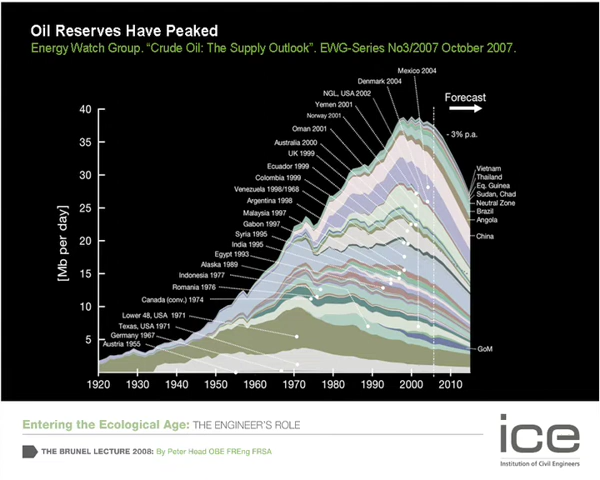 Oil Reserves Have Peaked
Energy Watch Group. "Crude Oil: The Supply Outlook". EWG-Series No3/2007 October 2007.
Mexico 2004
Denmark 2004
Forecast
NGL, USA 2002
Yemen 2001
Norway 2001
- 3% p.a.
Oman 2001
Australia 2000
UK 1999
Ecuador 1999
Colombia 1999
Venezuela 1998/1968
Argentina 1998
Malaysia 1997
Gabon 1997
Syria 1995
India 1995
Egypt 1993
Alaska 1989
Indonesia 1977
Romania 1976
Canada (conv.) 1974
Lower 48, USA 1971
Texas, USA 1971
Germany 1967
Austria 1955
Vietnam
Thailand
Eq. Guinea
Sudan, Chad
Neutral Zone
Brazil
Angola
China
GoM
[Mb per day]
40
35
30
25
20
15
10
5
1920 1930 1940 1950 1960 1970 1980 1990 2000 2010
Entering the Ecological Age: THE ENGINEER'S ROLE
THE BRUNEL LECTURE 2008: By Peter Head OBE FREng FRSA
ice
Institution of Civil Engineers